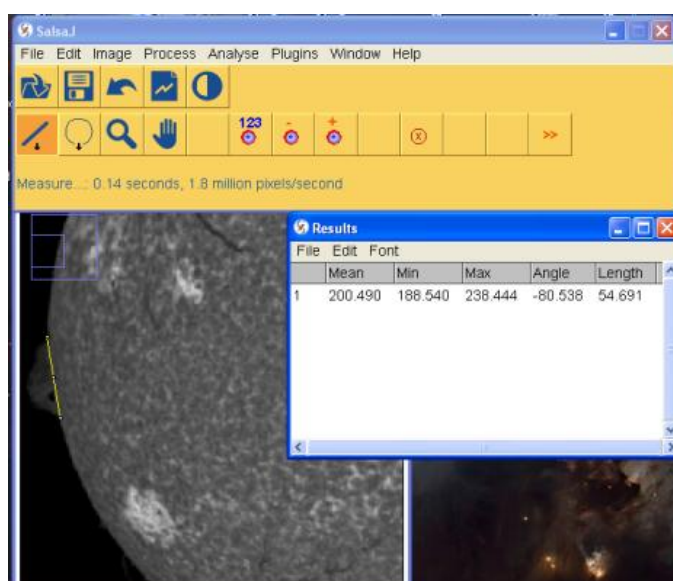 SalsaJ
File Edit Image Process Analyse Plugins Window Help
123 - +
x >>
Measure...: 0.14 seconds, 1.8 million pixels/second
Results
File Edit Font
Mean Min Max Angle Length
1 200.490 188.540 238.444 -80.538 54.691